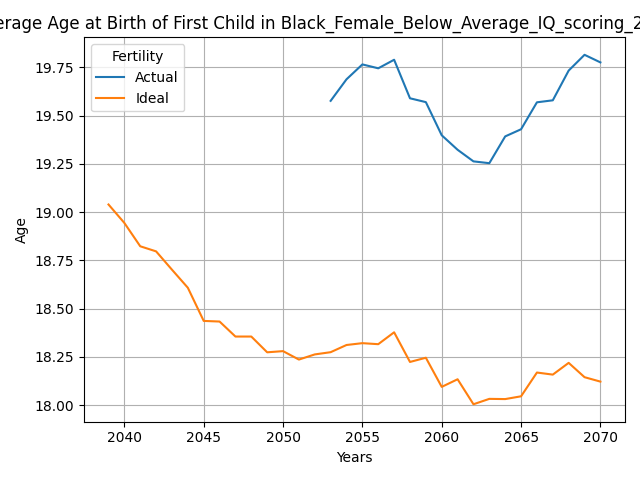 erage Age at Birth of First Child in Black_Female_Below_Average_IQ_scoring_2
Fertility
Actual
Ideal
19.75
19.50
19.25
19.00
18.75
18.50
18.25
18.00
Age
2040 2045 2050 2055 2060 2065 2070
Years